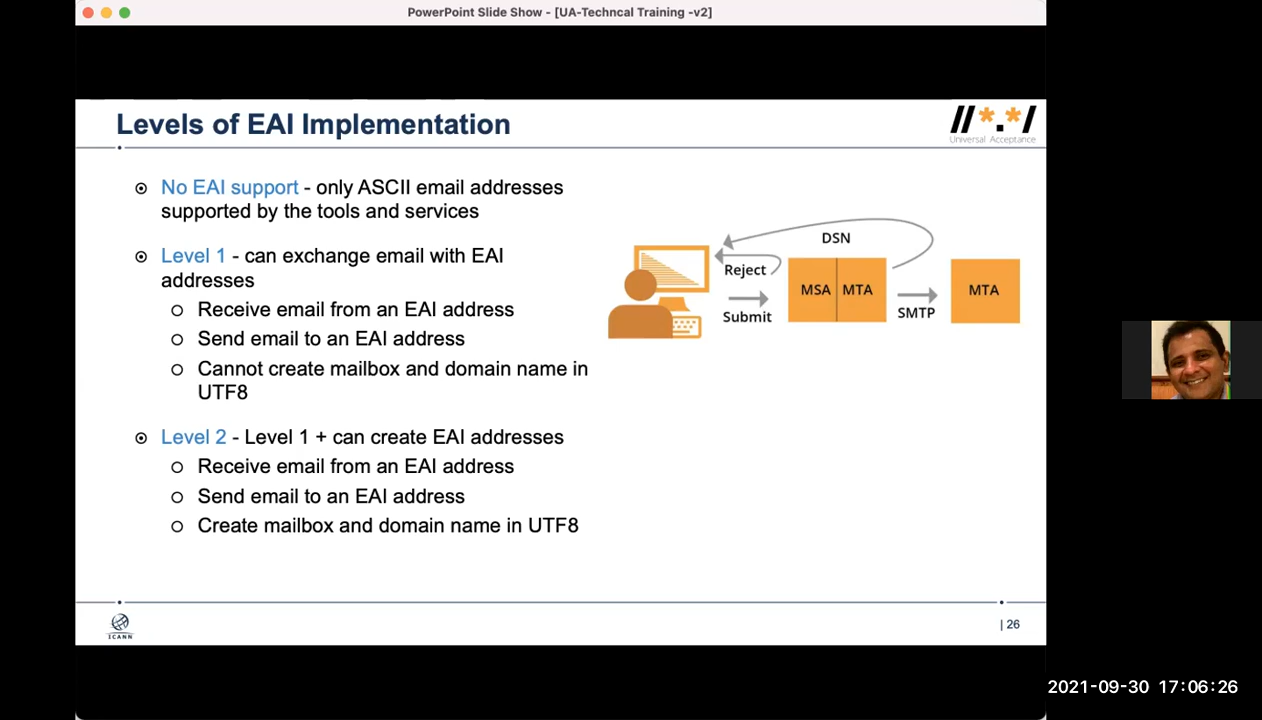 PowerPoint Slide Show - [UA-Techncal Training -v2]
Levels of EAI Implementation
//*.*/
Universal Acceptance
No EAI support - only ASCII email addresses
supported by the tools and services
Level 1 - can exchange email with EAI
addresses
Receive email from an EAI address
Send email to an EAI address
Cannot create mailbox and domain name in
UTF8
Level 2 - Level 1 + can create EAI addresses
Receive email from an EAI address
Send email to an EAI address
Create mailbox and domain name in UTF8
DSN
Reject
Submit
MSA
MTA
SMTP
MTA
ICANN
| 26
2021-09-30 17:06:26